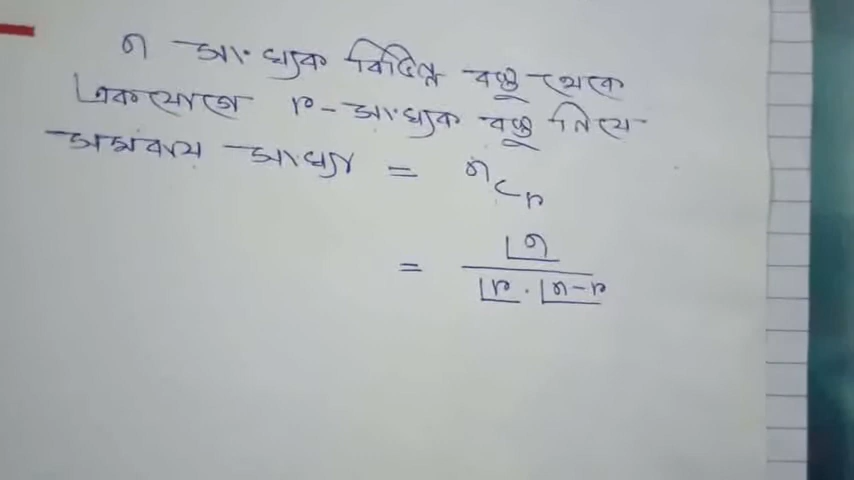 n সাংখ্যক বিভিন্ন বস্তু থেকে
একযোগে r-সাংখ্যক বস্তু নিয়ে
সমবায় সাংখ্যা = nCr
= ⌊n / ⌊r · ⌊n-r